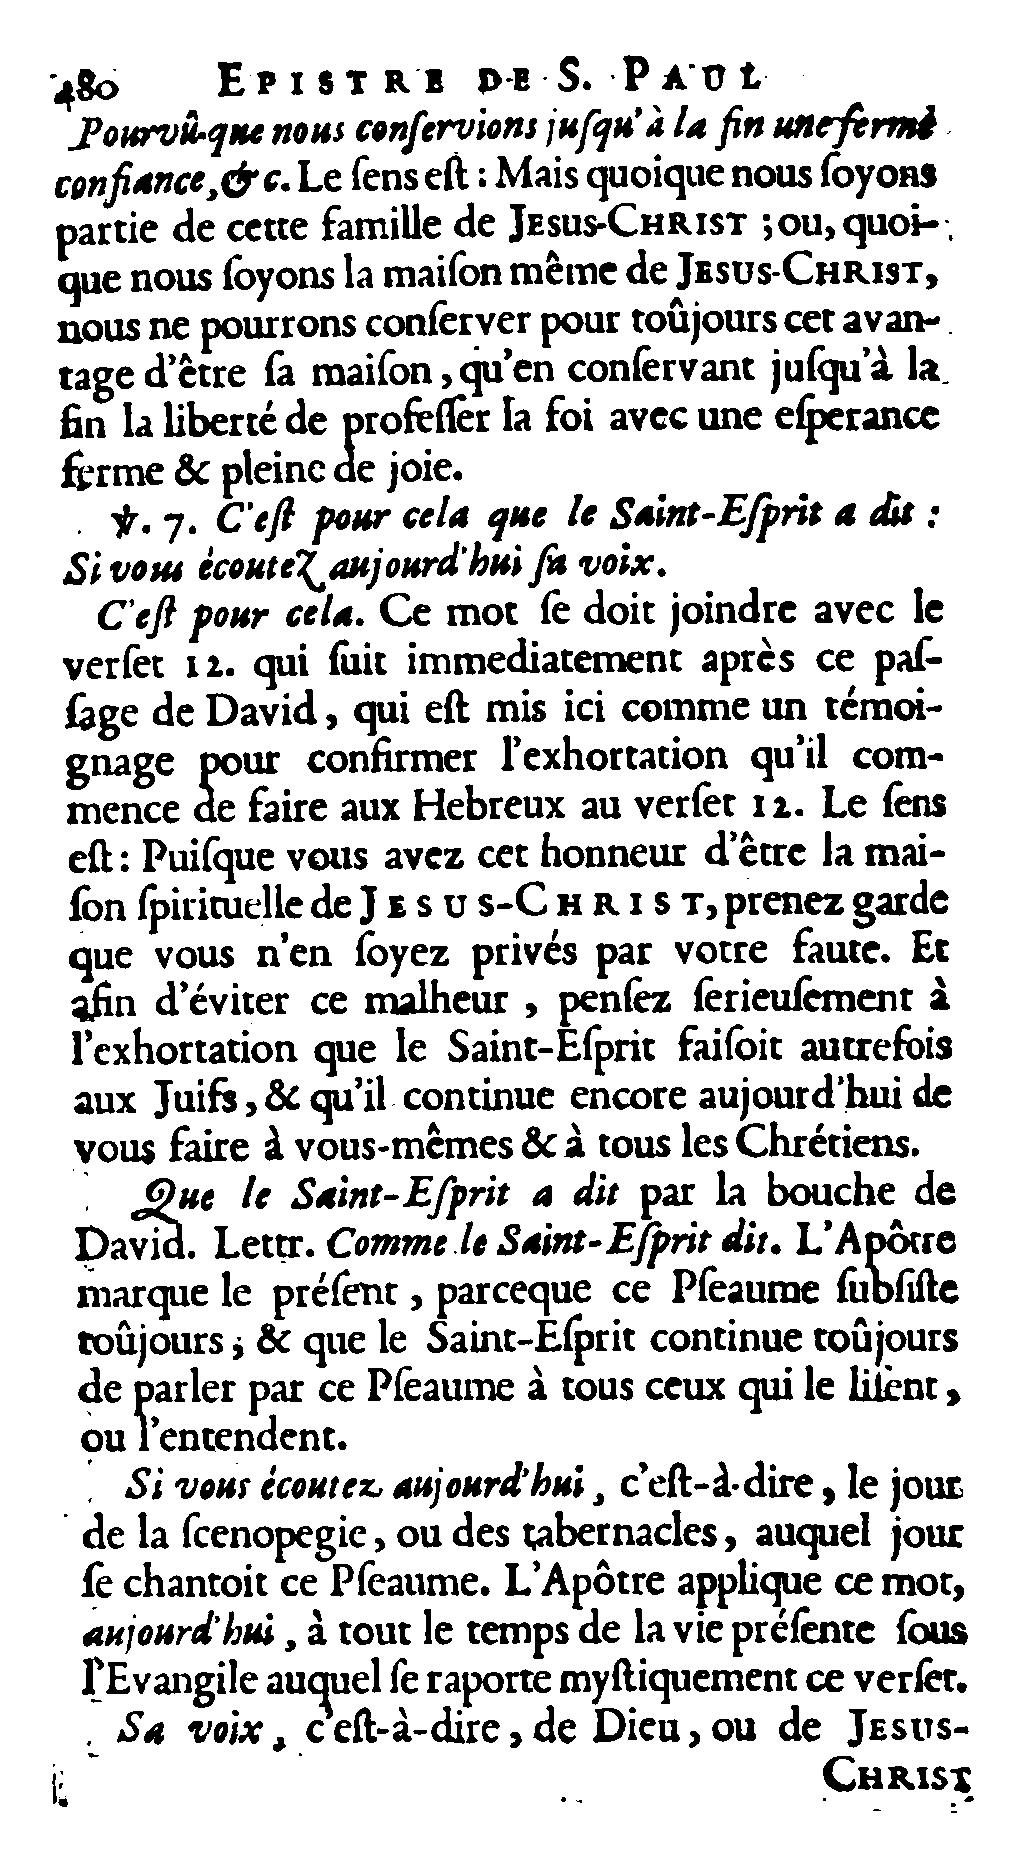 480 EPISTRE DE S. PAUL
Pourvû que nous conſervions juſqu'à la fin une fermé
confiance, & c. Le ſens eſt : Mais quoique nous ſoyons
partie de cette famille de JESUS-CHRIST ; ou, quoi-
que nous ſoyons la maiſon même de JESUS-CHRIST,
nous ne pourrons conſerver pour toûjours cet avan-
tage d'être ſa maiſon, qu'en conſervant juſqu'à la
fin la liberté de profeſſer la foi avec une eſperance
ferme & pleine de joie.
℣. 7. C'eſt pour cela que le Saint-Eſprit a dit :
Si vous écoutez aujourd'hui ſa voix.
C'eſt pour cela. Ce mot ſe doit joindre avec le
verſet 12. qui ſuit immediatement après ce paſ-
ſage de David, qui eſt mis ici comme un témoi-
gnage pour confirmer l'exhortation qu'il com-
mence de faire aux Hebreux au verſet 12. Le ſens
eſt : Puiſque vous avez cet honneur d'être la mai-
ſon ſpirituelle de JESUS-CHRIST, prenez garde
que vous n'en ſoyez privés par votre faute. Et
afin d'éviter ce malheur , penſez ſerieuſement à
l'exhortation que le Saint-Eſprit faiſoit autrefois
aux Juifs, & qu'il continue encore aujourd'hui de
vous faire à vous-mêmes & à tous les Chrétiens.
Que le Saint-Eſprit a dit par la bouche de
David. Lettr. Comme le Saint-Eſprit dit. L'Apôtre
marque le préſent , parceque ce Pſeaume ſubſiſte
toûjours ; & que le Saint-Eſprit continue toûjours
de parler par ce Pſeaume à tous ceux qui le liſent ,
ou l'entendent.
Si vous écoutez aujourd'hui , c'eſt-à-dire , le jour
de la ſcenopegie, ou des tabernacles, auquel jour
ſe chantoit ce Pſeaume. L'Apôtre applique ce mot,
aujourd'hui , à tout le temps de la vie préſente ſous
l'Evangile auquel ſe raporte myſtiquement ce verſet.
Sa voix , c'eſt-à-dire , de Dieu, ou de JESUS-
CHRIST